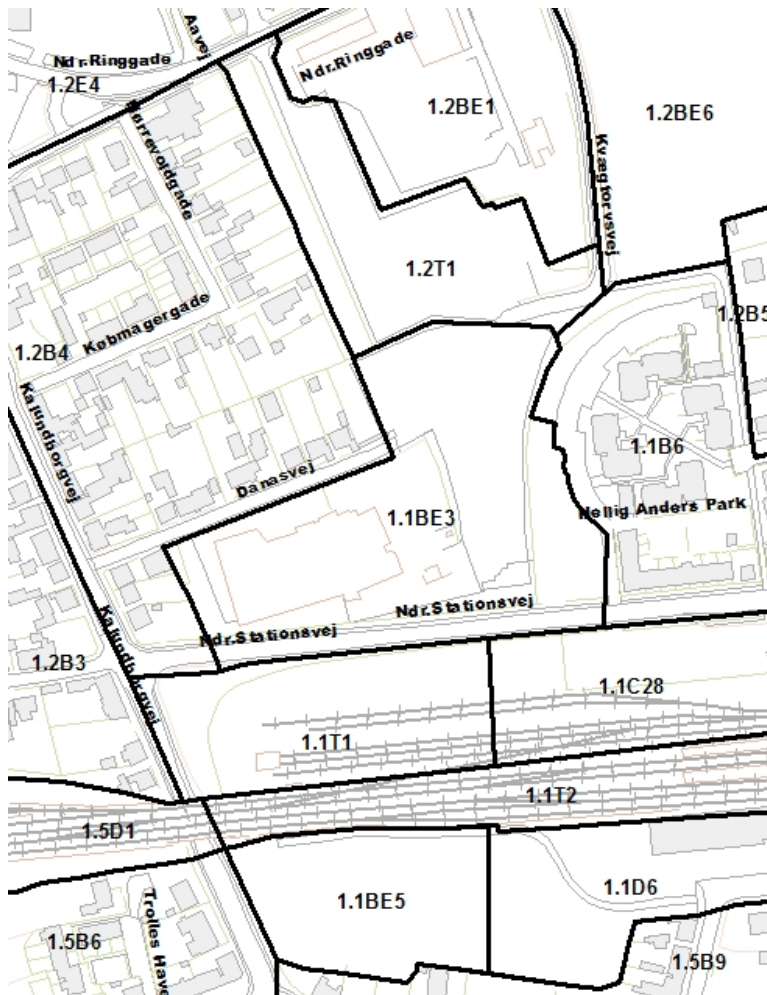 Aavej
Ndr.Ringgade
Ndr.Ringgade
1.2E4
1.2BE1
1.2BE6
Nørrevoldgade
Kvægtorvsvej
1.2T1
Købmagergade
1.2B5
1.2B4
Kalundborgvej
1.1B6
Danasvej
1.1BE3
Hellig Anders Park
Ndr.Stationsvej
Ndr.Stationsvej
Kalundborgvej
1.2B3
1.1C28
1.1T1
1.1T2
1.5D1
1.1D6
1.1BE5
Trolles Have
1.5B6
1.5B9